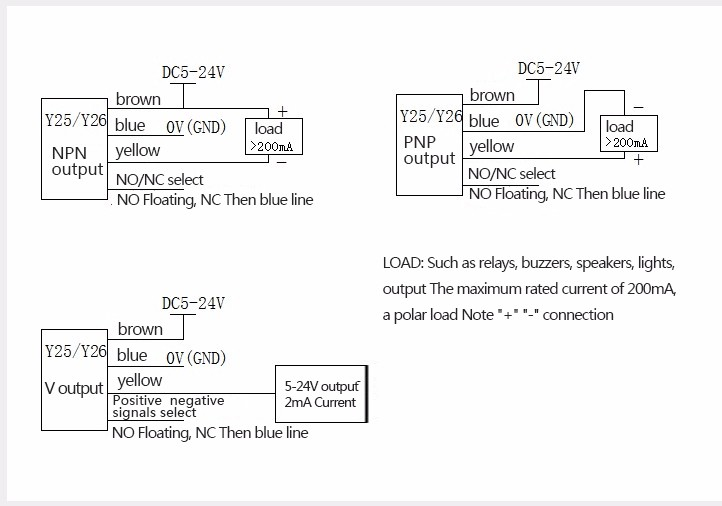 DC5-24V
brown
+
Y25/Y26
blue 0V(GND)
load
>200mA
NPN
output
yellow
−
NO/NC select
. NO Floating, NC Then blue line
DC5-24V
brown
−
Y25/Y26
blue 0V(GND)
load
>200mA
PNP
output
yellow
+
NO/NC select
NO Floating, NC Then blue line
LOAD: Such as relays, buzzers, speakers, lights,
output The maximum rated current of 200mA,
a polar load Note "+" "-" connection
DC5-24V
brown
Y25/Y26
blue 0V(GND)
V output
yellow
5-24V output
2mA Current
Positive negative
signals select
NO Floating, NC Then blue line